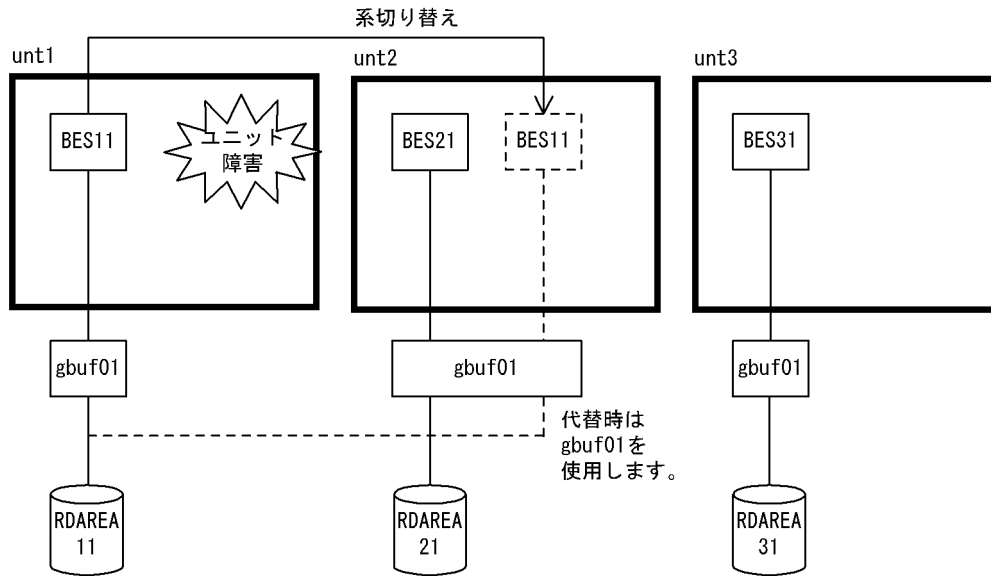 系切り替え
unt1
unt2
unt3
BES11
ユニット
障害
BES21
BES11
BES31
gbuf01
gbuf01
gbuf01
代替時は
gbuf01を
使用します。
RDAREA
11
RDAREA
21
RDAREA
31